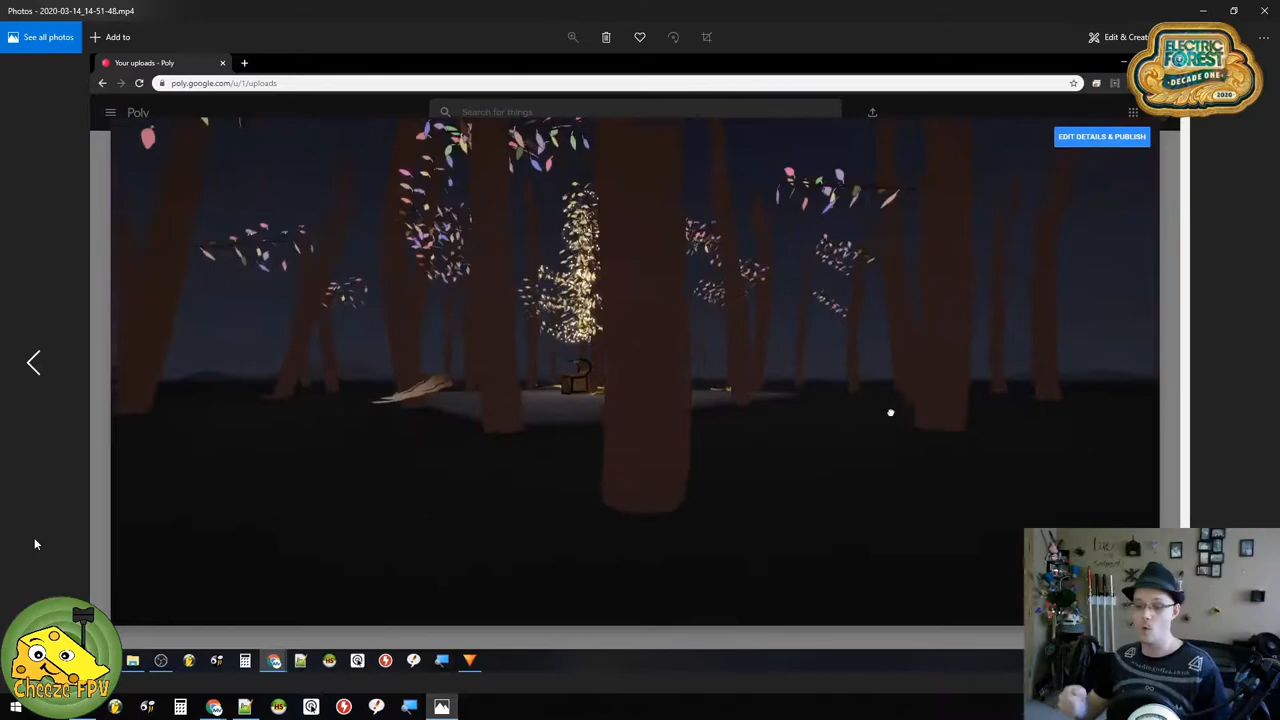 Photos - 2020-03-14_14-51-48.mp4
See all photos
Add to
Edit & Creat
ELECTRIC
FOREST
DECADE ONE
2020
Your uploads - Poly
poly.google.com/u/1/uploads
Poly
Search for things
EDIT DETAILS & PUBLISH
Cheeze FPV